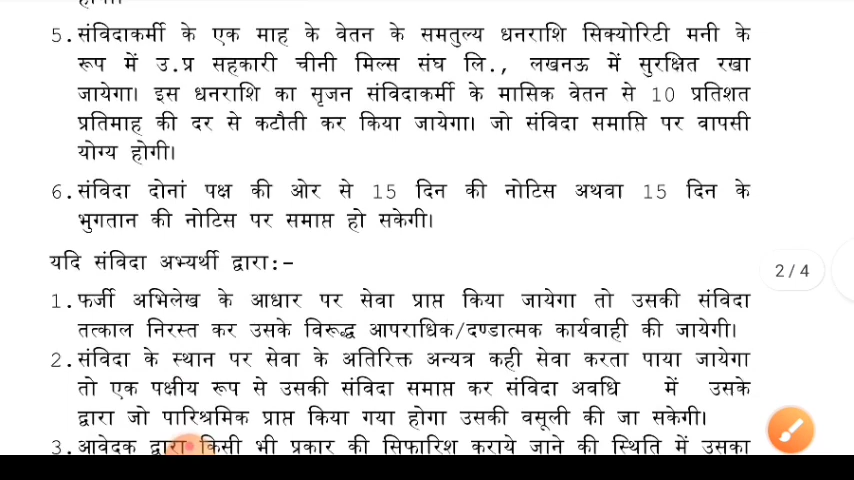 5.संविदाकर्मी के एक माह के वेतन के समतुल्य धनराशि सिक्योरिटी मनी के
रूप में उ.प्र सहकारी चीनी मिल्स संघ लि., लखनऊ में सुरक्षित रखा
जायेगा। इस धनराशि का सृजन संविदाकर्मी के मासिक वेतन से 10 प्रतिशत
प्रतिमाह की दर से कटौती कर किया जायेगा। जो संविदा समाप्ति पर वापसी
योग्य होगी।
6.संविदा दोनां पक्ष की ओर से 15 दिन की नोटिस अथवा 15 दिन के
भुगतान की नोटिस पर समाप्त हो सकेगी।
यदि संविदा अभ्यर्थी द्वारा:-
2/4
1.फर्जी अभिलेख के आधार पर सेवा प्राप्त किया जायेगा तो उसकी संविदा
तत्काल निरस्त कर उसके विरूद्ध आपराधिक/दण्डात्मक कार्यवाही की जायेगी।
2.संविदा के स्थान पर सेवा के अतिरिक्त अन्यत्र कही सेवा करता पाया जायेगा
तो एक पक्षीय रूप से उसकी संविदा समाप्त कर संविदा अवधि में उसके
द्वारा जो पारिश्रमिक प्राप्त किया गया होगा उसकी वसूली की जा सकेगी।
3.आवेदक द्वारा किसी भी प्रकार की सिफारिश कराये जाने की स्थिति में उसका